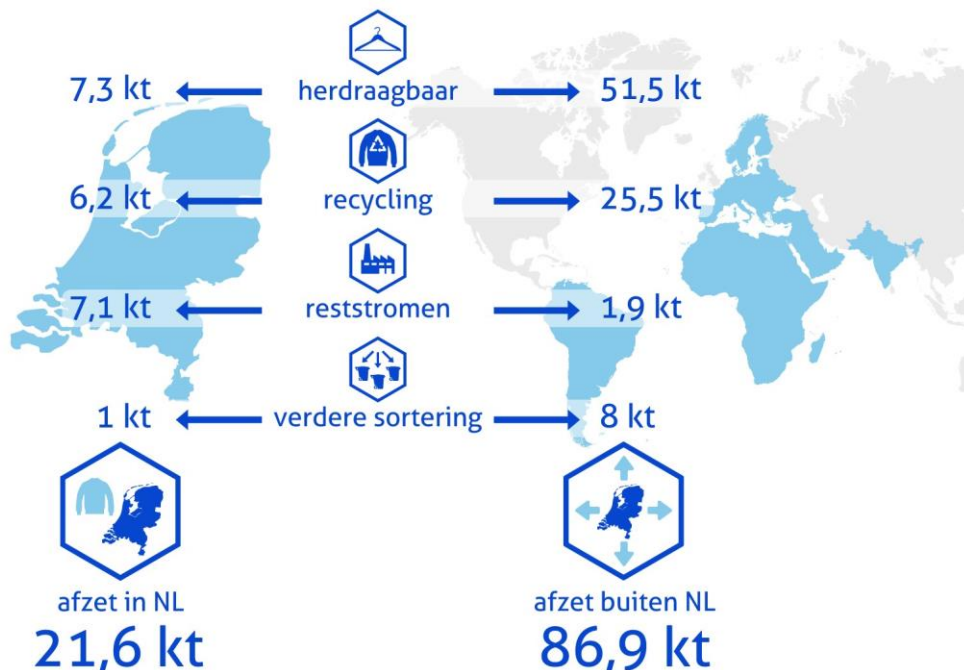 7,3 kt herdraagbaar 51,5 kt
6,2 kt recycling 25,5 kt
7,1 kt reststromen 1,9 kt
1 kt verdere sortering 8 kt
afzet in NL
21,6 kt
afzet buiten NL
86,9 kt